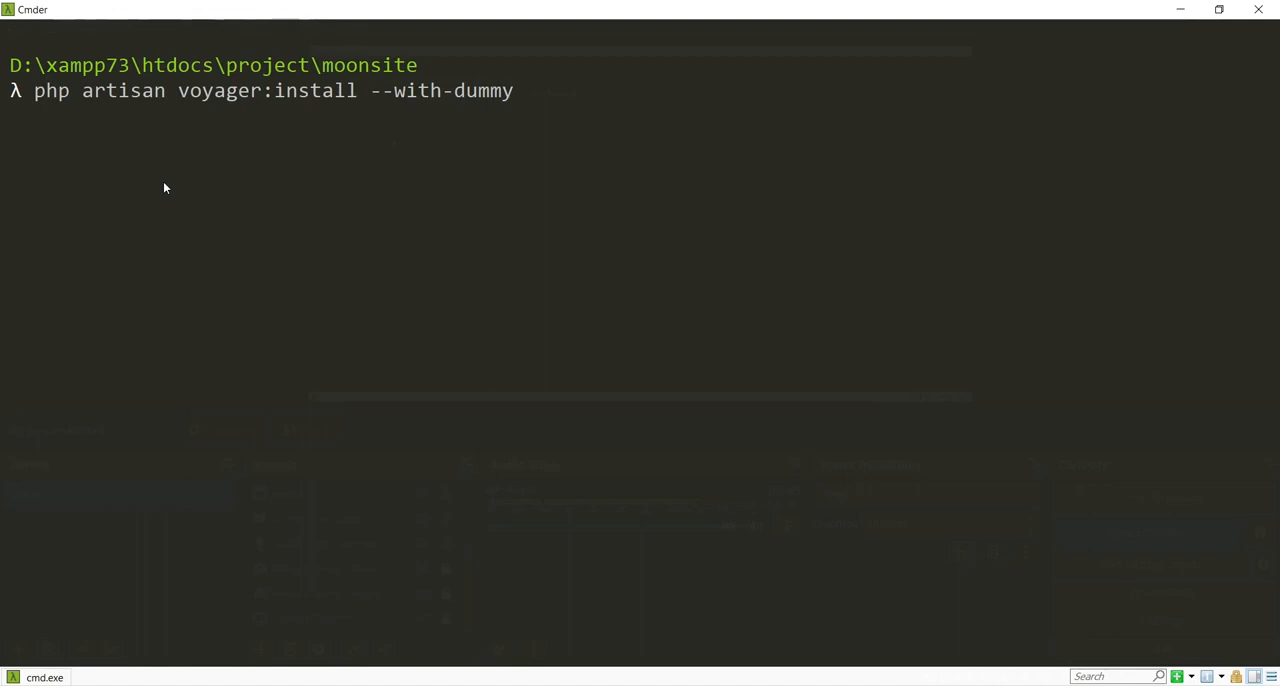 Cmder
D:\xampp73\htdocs\project\moonsite
λ php artisan voyager:install --with-dummy
cmd.exe
Search